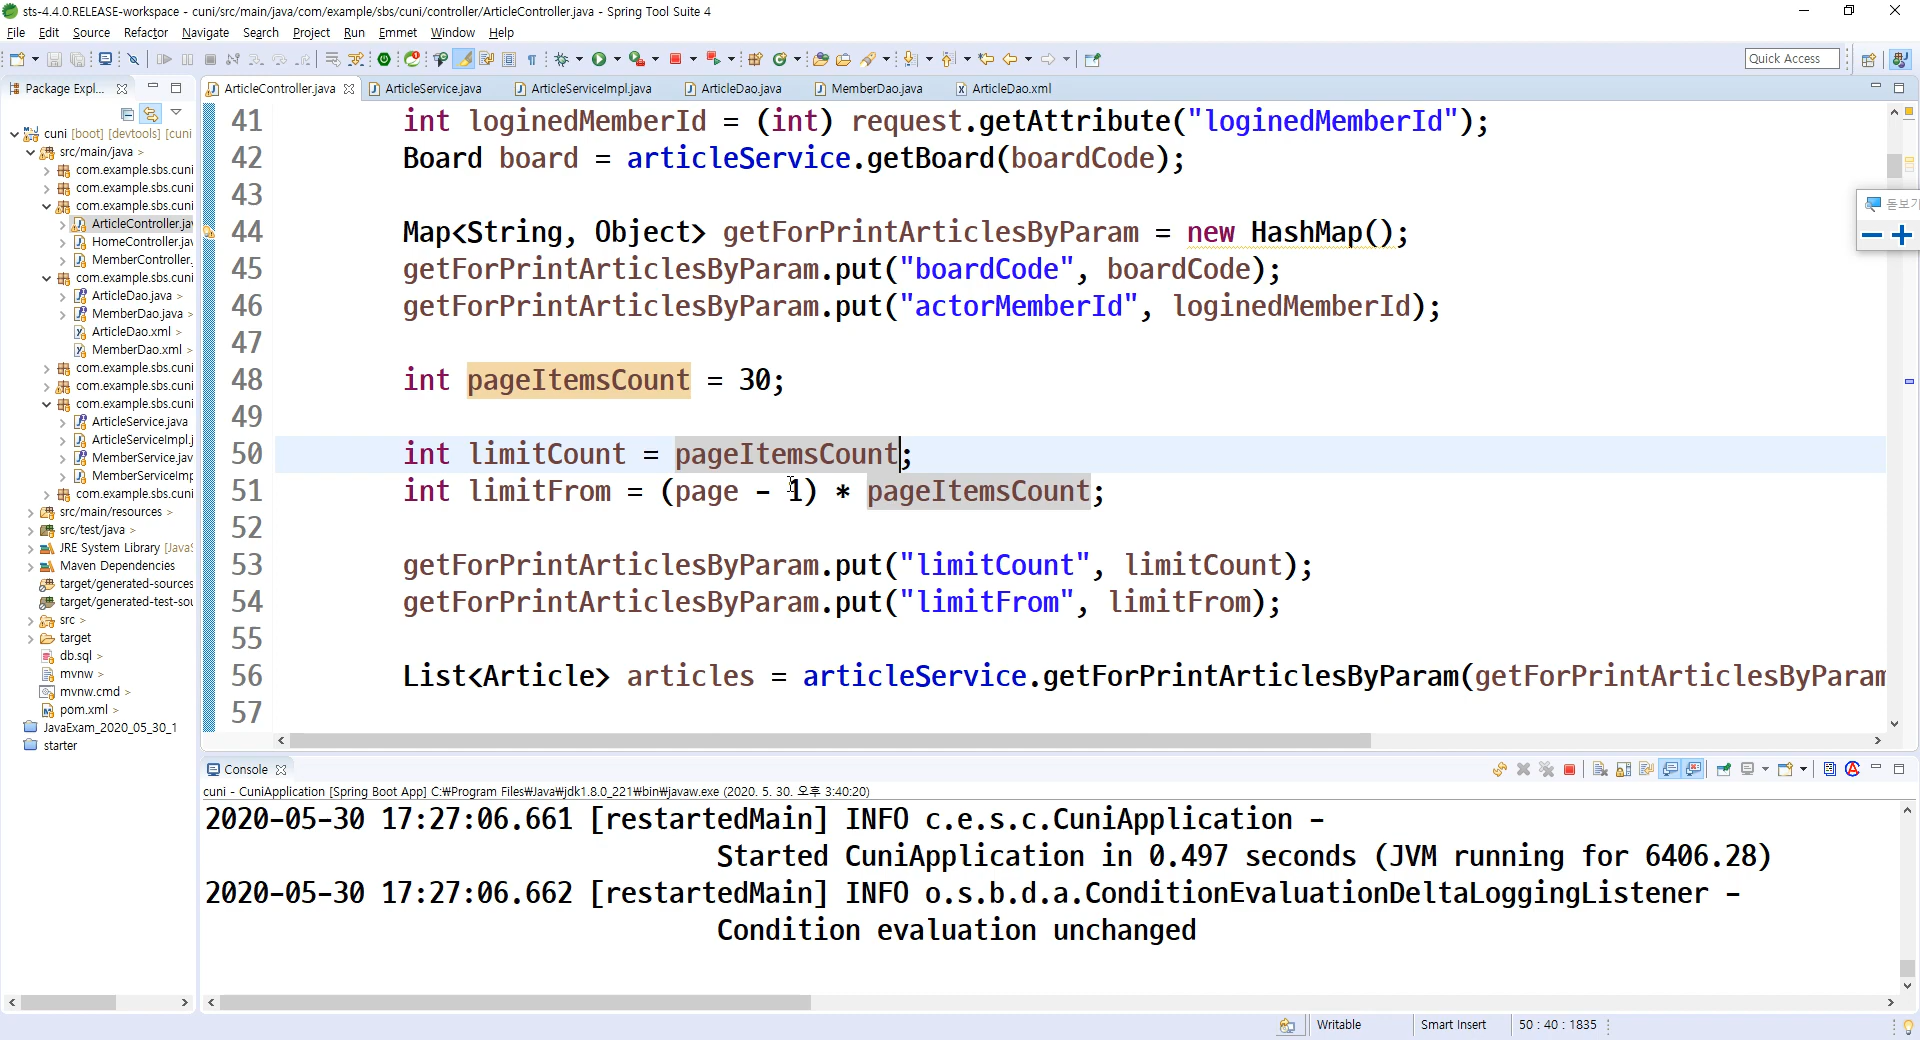 sts-4.4.0.RELEASE-workspace - cuni/src/main/java/com/example/sbs/cuni/controller/ArticleController.java - Spring Tool Suite 4
File Edit Source Refactor Navigate Search Project Run Emmet Window Help
Quick Access
Package Expl...
ArticleController.java
ArticleService.java
ArticleServiceImpl.java
ArticleDao.java
MemberDao.java
ArticleDao.xml
cuni [boot] [devtools] [cuni
src/main/java >
com.example.sbs.cuni
com.example.sbs.cuni
com.example.sbs.cuni
ArticleController.jav
HomeController.jav
MemberController.
com.example.sbs.cuni
ArticleDao.java >
MemberDao.java >
ArticleDao.xml >
MemberDao.xml >
com.example.sbs.cuni
com.example.sbs.cuni
com.example.sbs.cuni
ArticleService.java
ArticleServiceImpl.j
MemberService.jav
MemberServiceImp
com.example.sbs.cuni
src/main/resources >
src/test/java >
JRE System Library [JavaS
Maven Dependencies
target/generated-sources
target/generated-test-sou
src >
target
db.sql >
mvnw >
mvnw.cmd >
pom.xml >
JavaExam_2020_05_30_1
starter
41 int loginedMemberId = (int) request.getAttribute("loginedMemberId");
42 Board board = articleService.getBoard(boardCode);
43
44 Map<String, Object> getForPrintArticlesByParam = new HashMap();
45 getForPrintArticlesByParam.put("boardCode", boardCode);
46 getForPrintArticlesByParam.put("actorMemberId", loginedMemberId);
47
48 int pageItemsCount = 30;
49
50 int limitCount = pageItemsCount;
51 int limitFrom = (page - 1) * pageItemsCount;
52
53 getForPrintArticlesByParam.put("limitCount", limitCount);
54 getForPrintArticlesByParam.put("limitFrom", limitFrom);
55
56 List<Article> articles = articleService.getForPrintArticlesByParam(getForPrintArticlesByParam
57
돋보기
Console
cuni - CuniApplication [Spring Boot App] C:₩Program Files₩Java₩jdk1.8.0_221₩bin₩javaw.exe (2020. 5. 30. 오후 3:40:20)
2020-05-30 17:27:06.661 [restartedMain] INFO c.e.s.c.CuniApplication -
Started CuniApplication in 0.497 seconds (JVM running for 6406.28)
2020-05-30 17:27:06.662 [restartedMain] INFO o.s.b.d.a.ConditionEvaluationDeltaLoggingListener -
Condition evaluation unchanged
Writable
Smart Insert
50 : 40 : 1835